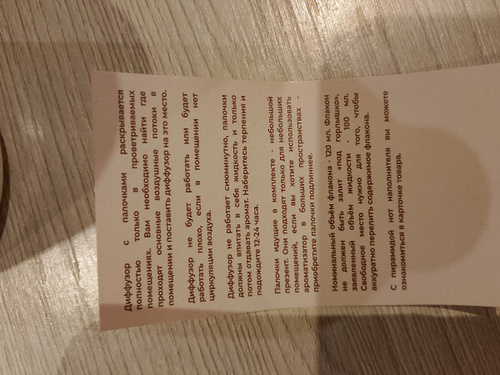 Диффузор с палочками раскрывается
полностью только в проветриваемых
помещениях. Вам необходимо найти где
проходят основные воздушные потоки в
помещении и поставить диффузор на это место.
Диффузор не будет работать или будет
работать плохо, если в помещении нет
циркуляции воздуха.
Диффузор не работает сиюминутно, палочки
должны впитать в себя жидкость и только
потом отдавать аромат. Наберитесь терпения и
подождите 12-24 часа.
Палочки идущие в комплекте - небольшой
презент. Они подходят только для небольших
помещений, если вы хотите использовать
ароматизатор в больших пространствах -
приобретите палочки подлиннее.
Номинальный объём флакона - 120 мл. Флакон
не должен быть залит «под горлышко»,
заявленный объём жидкости - 100 мл.
Свободное место нужно для того, чтобы
аккуратно перелить содержимое флакона.
С пирамидой нот наполнителя вы можете
ознакомиться в карточке товара.